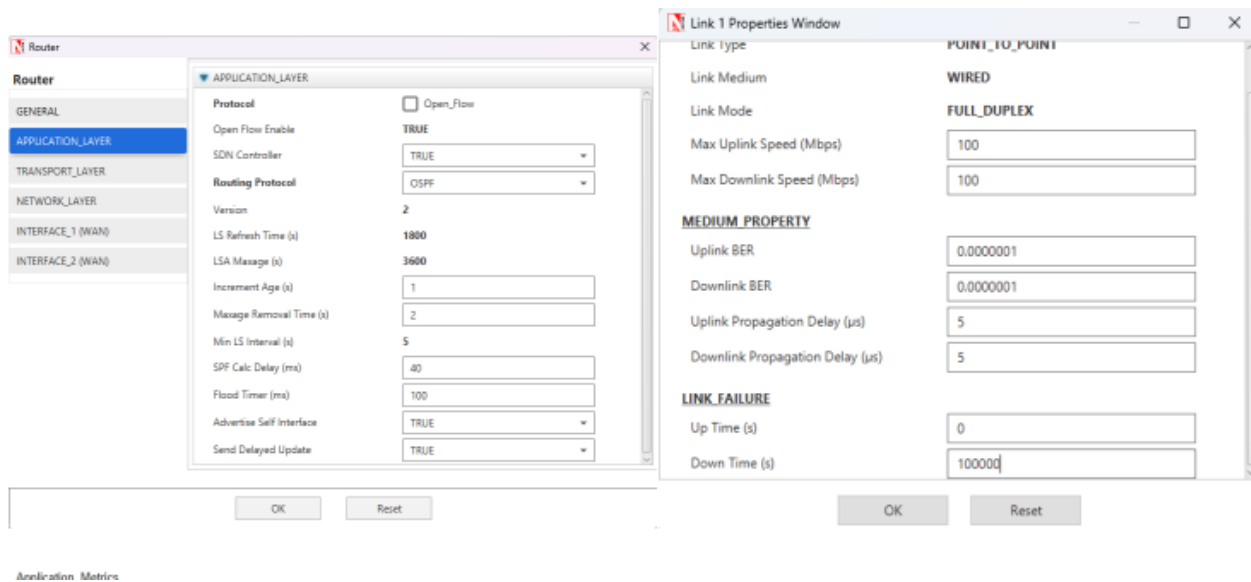 Router
Router
GENERAL
APPLICATION_LAYER
TRANSPORT_LAYER
NETWORK_LAYER
INTERFACE_1 (WAN)
INTERFACE_2 (WAN)
APPLICATION_LAYER
Protocol Open_Flow
Open Flow Enable TRUE
SDN Controller TRUE
Routing Protocol OSPF
Version 2
LS Refresh Time (s) 1800
LSA Maxage (s) 3600
Increment Age (s) 1
Maxage Removal Time (s) 2
Min LS Interval (s) 5
SPF Calc Delay (ms) 40
Flood Timer (ms) 100
Advertise Self Interface TRUE
Send Delayed Update TRUE
OK Reset
Link 1 Properties Window
Link Type POINT_TO_POINT
Link Medium WIRED
Link Mode FULL_DUPLEX
Max Uplink Speed (Mbps) 100
Max Downlink Speed (Mbps) 100
MEDIUM_PROPERTY
Uplink BER 0.0000001
Downlink BER 0.0000001
Uplink Propagation Delay (µs) 5
Downlink Propagation Delay (µs) 5
LINK_FAILURE
Up Time (s) 0
Down Time (s) 100000
OK Reset
Application_Metrics